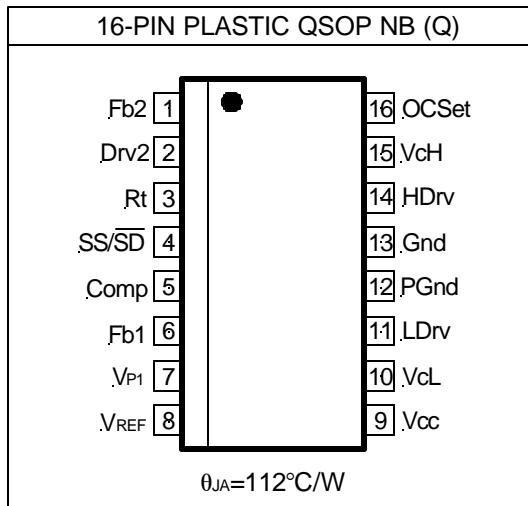 16-PIN PLASTIC QSOP NB (Q)
Fb2 1
16 OCSet
Drv2 2
15 VcH
Rt 3
14 HDrv
SS/S̅D̅ 4
13 Gnd
Comp 5
12 PGnd
Fb1 6
11 LDrv
VP1 7
10 VcL
VREF 8
9 Vcc
θJA=112°C/W